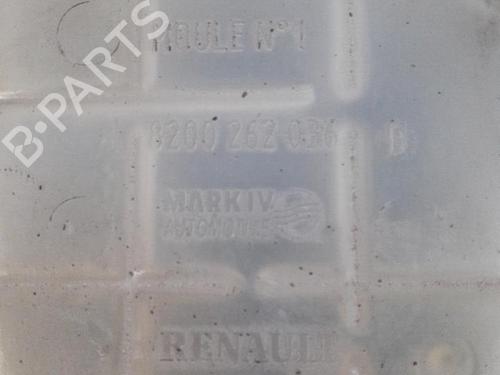 B-PARTS
MOULE N°1
8200 262 036 D
MARK IV
AUTOMOTIVE
RENAULT